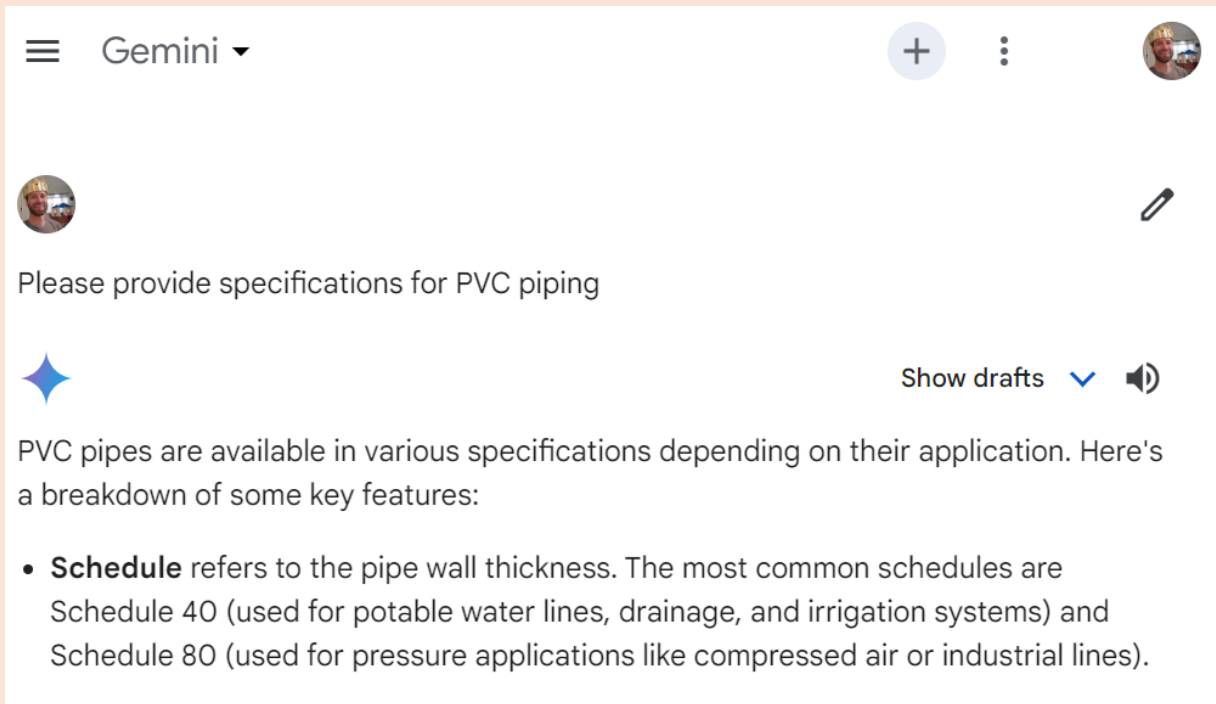 Gemini
Please provide specifications for PVC piping
Show drafts
PVC pipes are available in various specifications depending on their application. Here's
a breakdown of some key features:
• Schedule refers to the pipe wall thickness. The most common schedules are
Schedule 40 (used for potable water lines, drainage, and irrigation systems) and
Schedule 80 (used for pressure applications like compressed air or industrial lines).